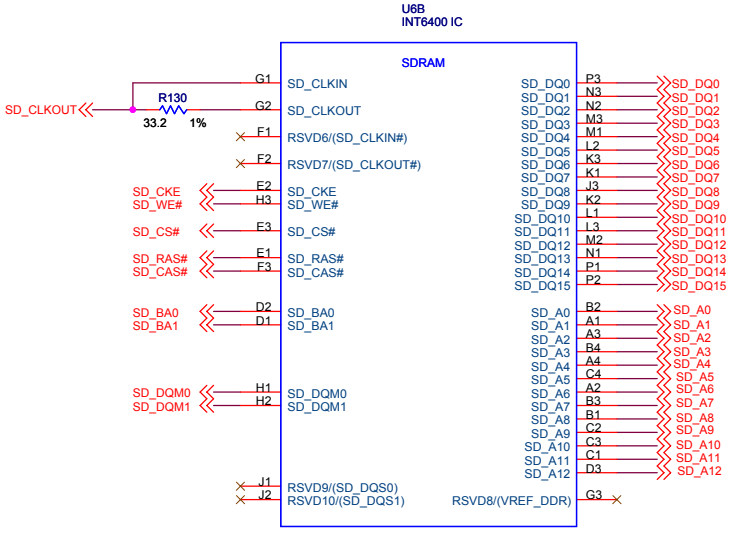 U6B
INT6400 IC
SDRAM
G1 SD_CLKIN SD_DQ0 P3 SD_DQ0
SD_DQ1 N3 SD_DQ1
SD_CLKOUT R130 G2 SD_CLKOUT SD_DQ2 N2 SD_DQ2
33.2 1% SD_DQ3 M3 SD_DQ3
F1 RSVD6/(SD_CLKIN#) SD_DQ4 M1 SD_DQ4
SD_DQ5 L2 SD_DQ5
F2 RSVD7/(SD_CLKOUT#) SD_DQ6 K3 SD_DQ6
SD_DQ7 K1 SD_DQ7
SD_CKE E2 SD_CKE SD_DQ8 J3 SD_DQ8
SD_WE# H3 SD_WE# SD_DQ9 K2 SD_DQ9
SD_DQ10 L1 SD_DQ10
SD_CS# E3 SD_CS# SD_DQ11 L3 SD_DQ11
SD_DQ12 M2 SD_DQ12
SD_RAS# E1 SD_RAS# SD_DQ13 N1 SD_DQ13
SD_CAS# F3 SD_CAS# SD_DQ14 P1 SD_DQ14
SD_DQ15 P2 SD_DQ15
SD_BA0 D2 SD_BA0 SD_A0 B2 SD_A0
SD_BA1 D1 SD_BA1 SD_A1 A1 SD_A1
SD_A2 A3 SD_A2
SD_A3 B4 SD_A3
SD_A4 A4 SD_A4
SD_A5 C4 SD_A5
SD_DQM0 H1 SD_DQM0 SD_A6 A2 SD_A6
SD_DQM1 H2 SD_DQM1 SD_A7 B3 SD_A7
SD_A8 B1 SD_A8
SD_A9 C2 SD_A9
SD_A10 C3 SD_A10
SD_A11 C1 SD_A11
SD_A12 D3 SD_A12
J1 RSVD9/(SD_DQS0)
J2 RSVD10/(SD_DQS1) RSVD8/(VREF_DDR) G3